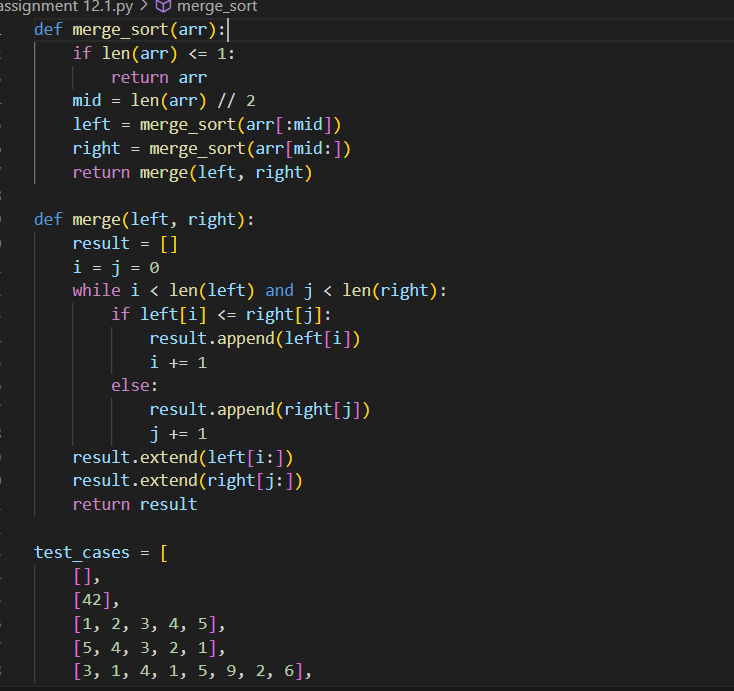 assignment 12.1.py > merge_sort
def merge_sort(arr):
    if len(arr) <= 1:
        return arr
    mid = len(arr) // 2
    left = merge_sort(arr[:mid])
    right = merge_sort(arr[mid:])
    return merge(left, right)
def merge(left, right):
    result = []
    i = j = 0
    while i < len(left) and j < len(right):
        if left[i] <= right[j]:
            result.append(left[i])
            i += 1
        else:
            result.append(right[j])
            j += 1
    result.extend(left[i:])
    result.extend(right[j:])
    return result
test_cases = [
    [],
    [42],
    [1, 2, 3, 4, 5],
    [5, 4, 3, 2, 1],
    [3, 1, 4, 1, 5, 9, 2, 6],